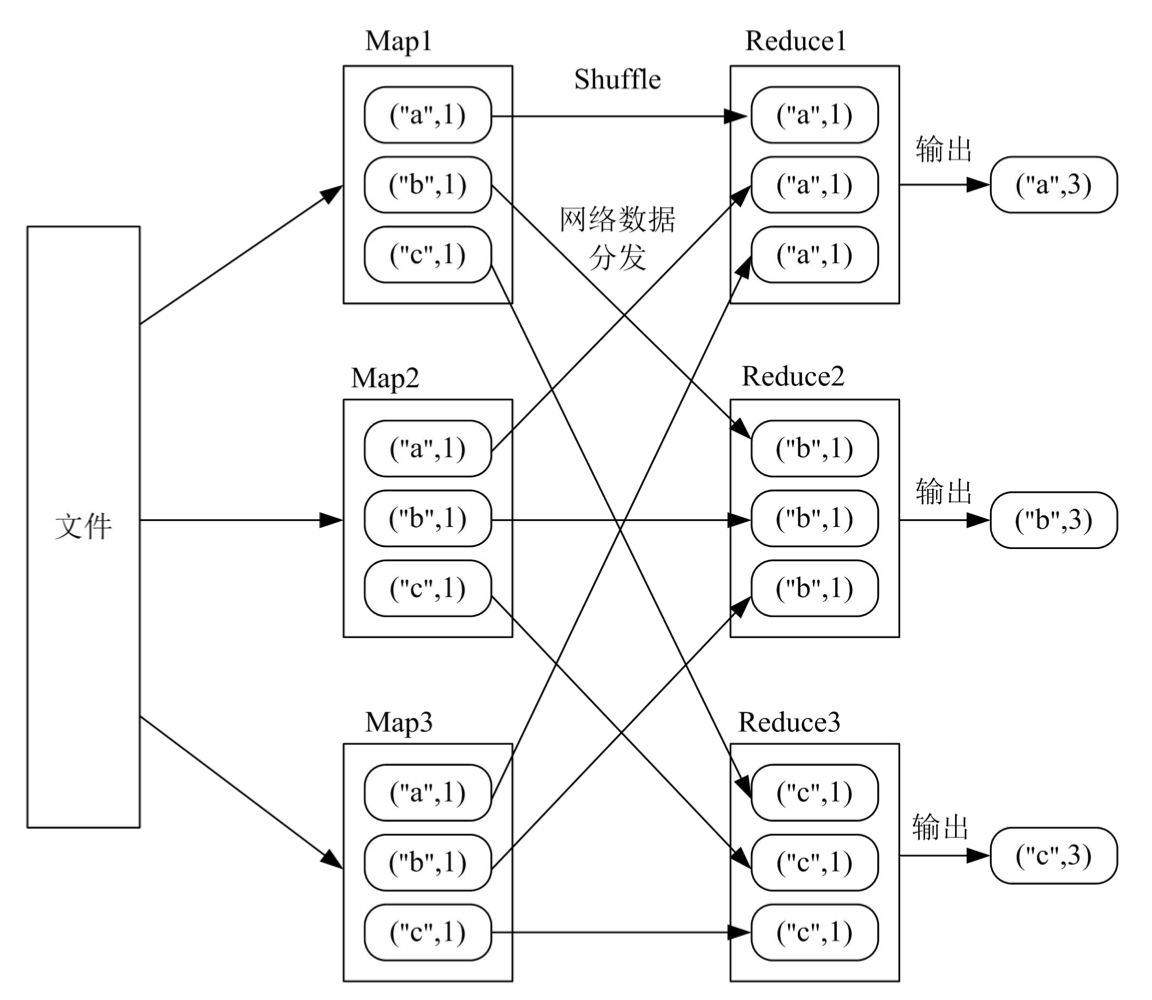 Map1
Reduce1
Shuffle
("a",1)
("b",1)
("c",1)
网络数据
分发
("a",1)
("a",1)
("a",1)
输出
("a",3)
文件
Map2
Reduce2
("a",1)
("b",1)
("c",1)
("b",1)
("b",1)
("b",1)
输出
("b",3)
Map3
Reduce3
("a",1)
("b",1)
("c",1)
("c",1)
("c",1)
("c",1)
输出
("c",3)